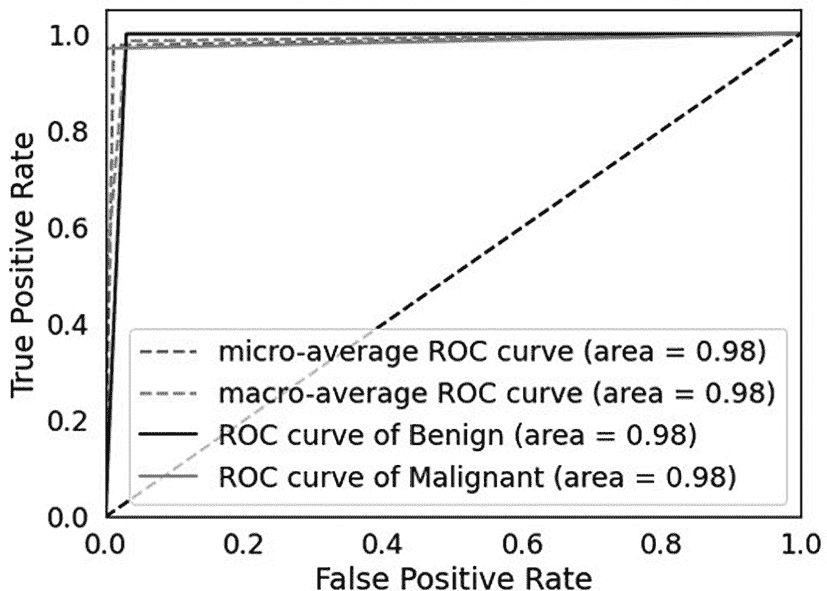 1.0
0.8
0.6
0.4
0.2
0.0
True Positive Rate
micro-average ROC curve (area = 0.98)
macro-average ROC curve (area = 0.98)
ROC curve of Benign (area = 0.98)
ROC curve of Malignant (area = 0.98)
0.0 0.2 0.4 0.6 0.8 1.0
False Positive Rate